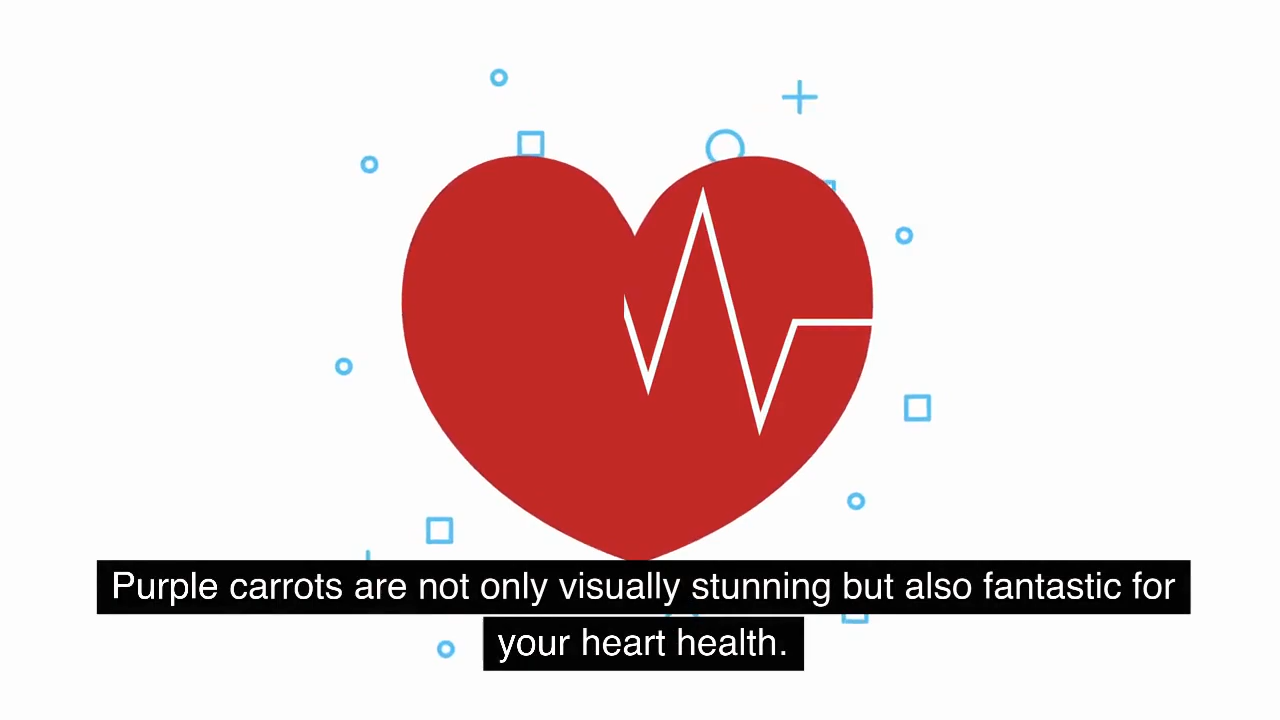 Purple carrots are not only visually stunning but also fantastic for
your heart health.